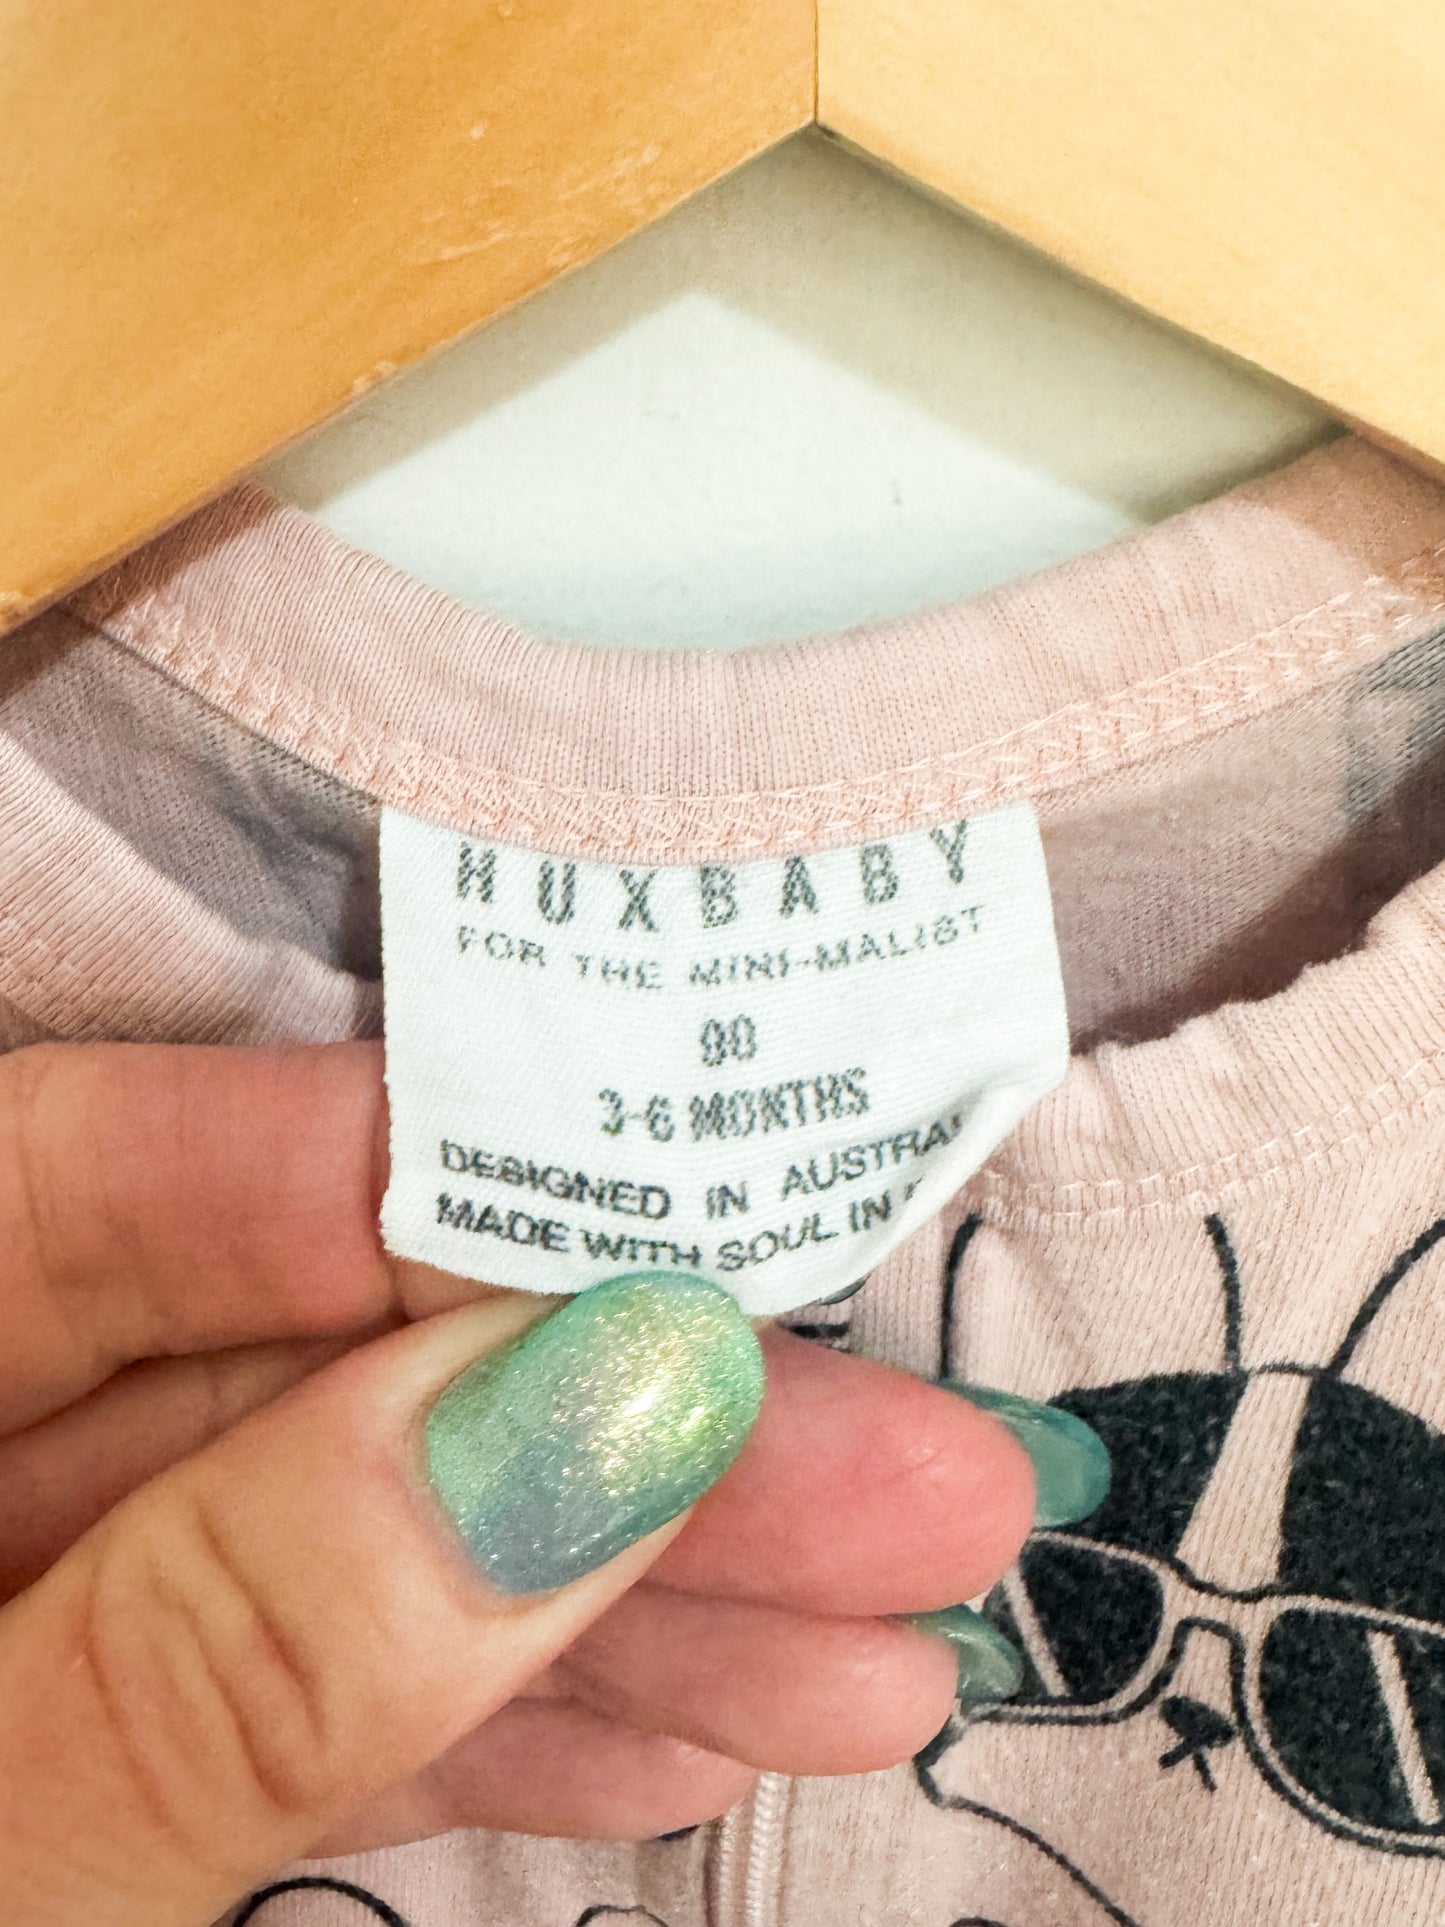 HUXBABY
FOR THE MINI-MALIST
00
3-6 MONTHS
DESIGNED IN AUSTRAL
MADE WITH SOUL IN